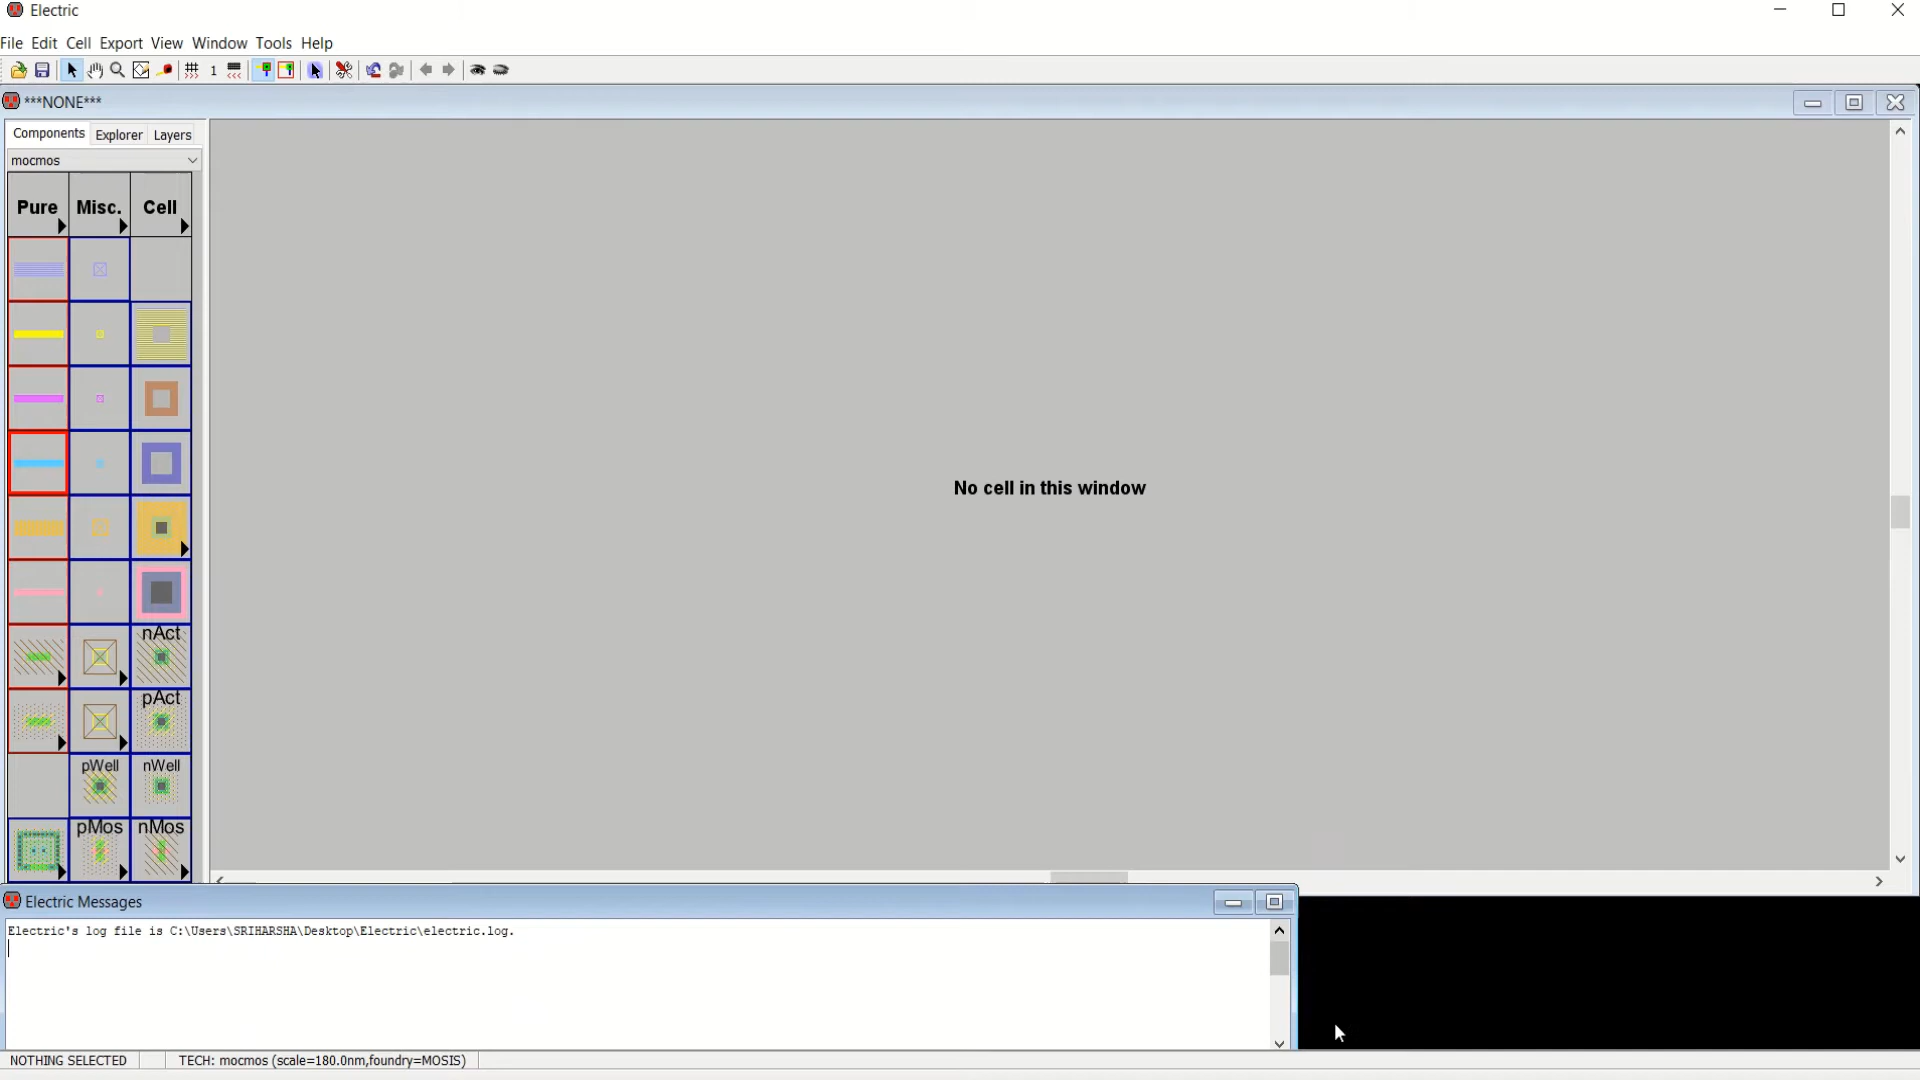 Electric
File Edit Cell Export View Window Tools Help
1
***NONE***
Components Explorer Layers
mocmos
Pure Misc. Cell
No cell in this window
nAct
pAct
pWell nWell
pMos nMos
Electric Messages
Electric's log file is C:\Users\SRIHARSHA\Desktop\Electric\electric.log.
NOTHING SELECTED TECH: mocmos (scale=180.0nm,foundry=MOSIS)